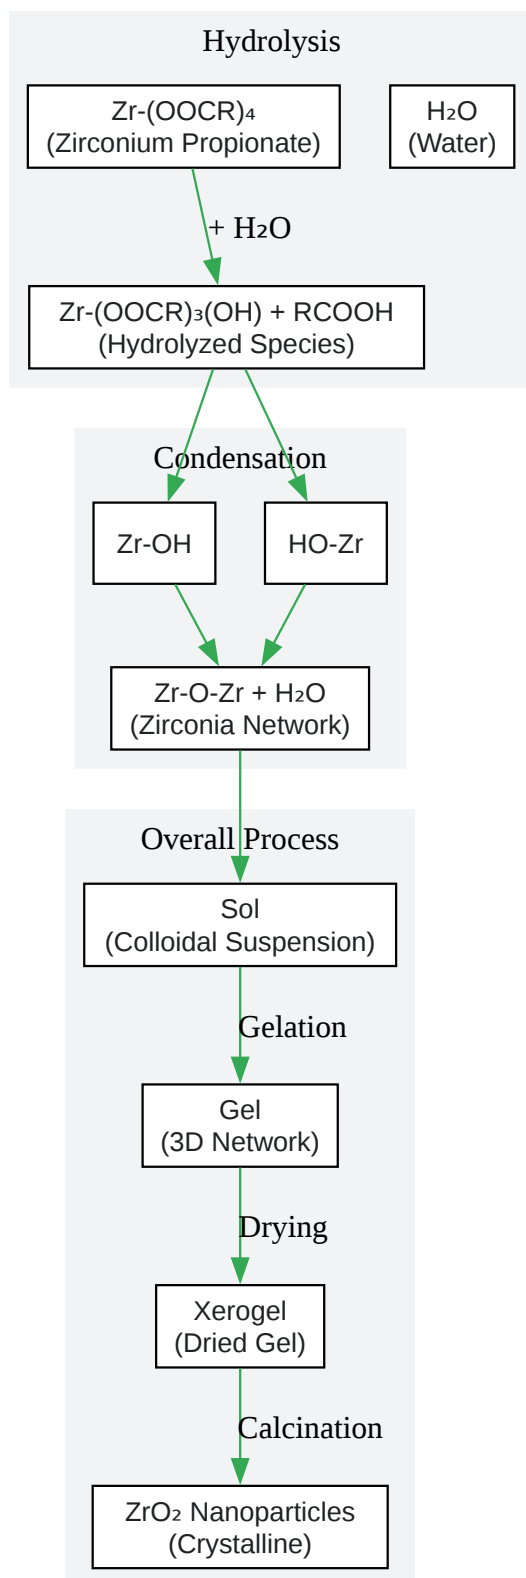 Hydrolysis
Zr-(OOCR)₄
(Zirconium Propionate)
H₂O
(Water)
+ H₂O
Zr-(OOCR)₃(OH) + RCOOH
(Hydrolyzed Species)
Condensation
Zr-OH
HO-Zr
Zr-O-Zr + H₂O
(Zirconia Network)
Overall Process
Sol
(Colloidal Suspension)
Gelation
Gel
(3D Network)
Drying
Xerogel
(Dried Gel)
Calcination
ZrO₂ Nanoparticles
(Crystalline)